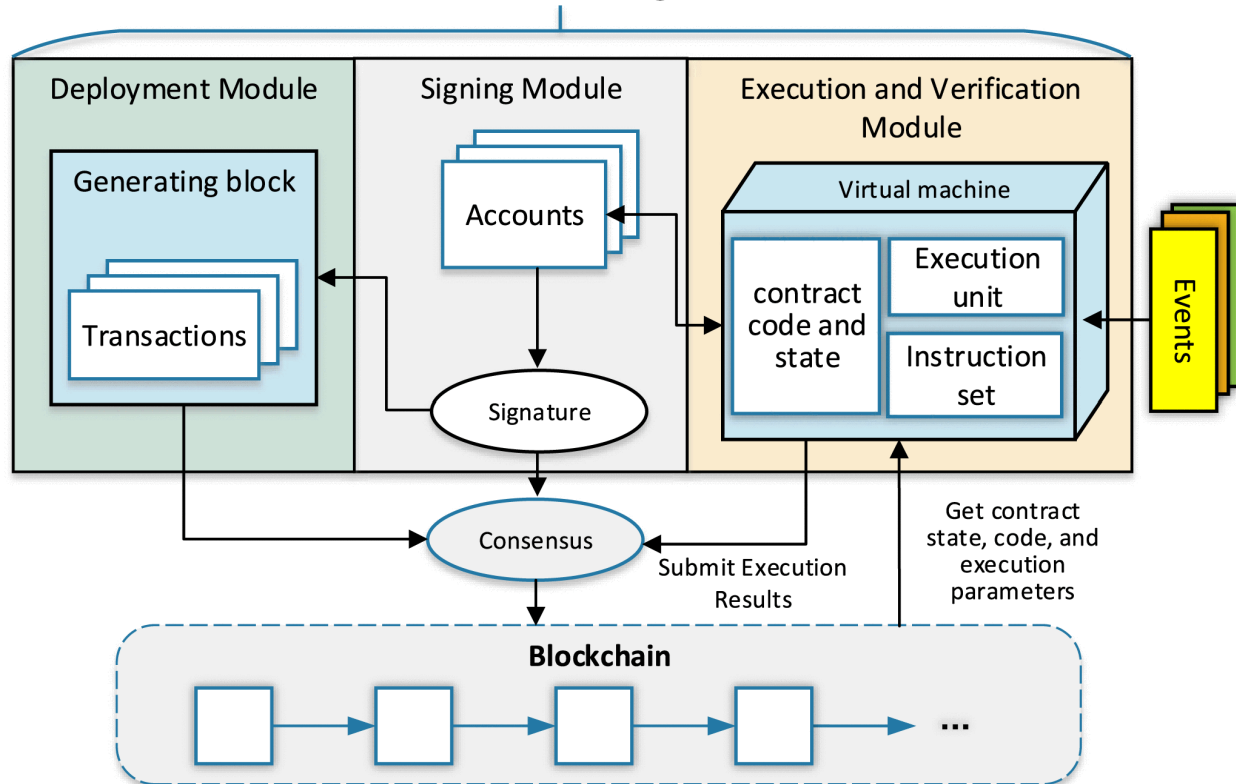 Deployment Module
Signing Module
Execution and Verification
Module
Generating block
Transactions
Accounts
Signature
Virtual machine
contract
code and
state
Execution
unit
Instruction
set
Events
Consensus
Submit Execution
Results
Get contract
state, code, and
execution
parameters
Blockchain
...